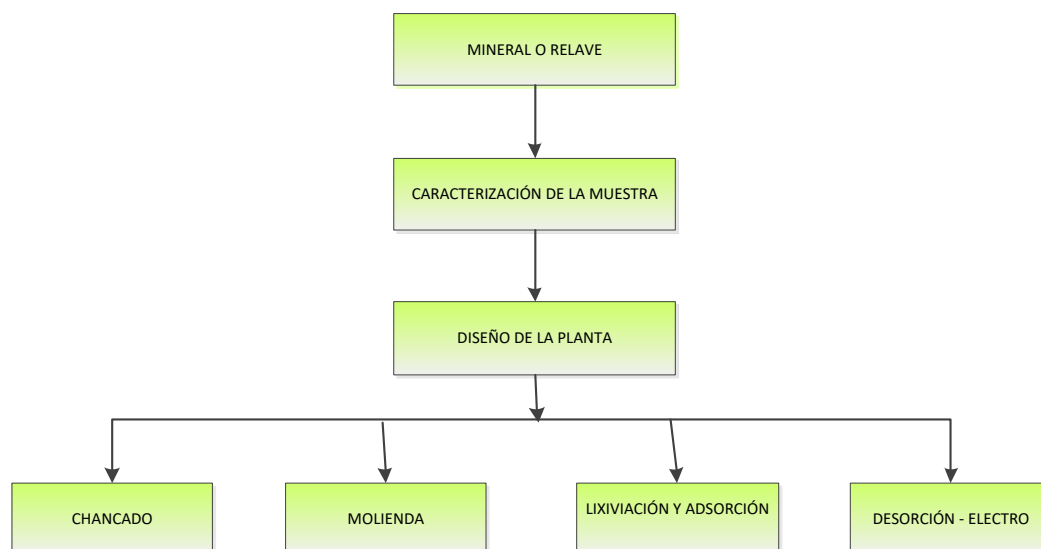 MINERAL O RELAVE
CARACTERIZACIÓN DE LA MUESTRA
DISEÑO DE LA PLANTA
CHANCADO
MOLIENDA
LIXIVIACIÓN Y ADSORCIÓN
DESORCIÓN - ELECTRO